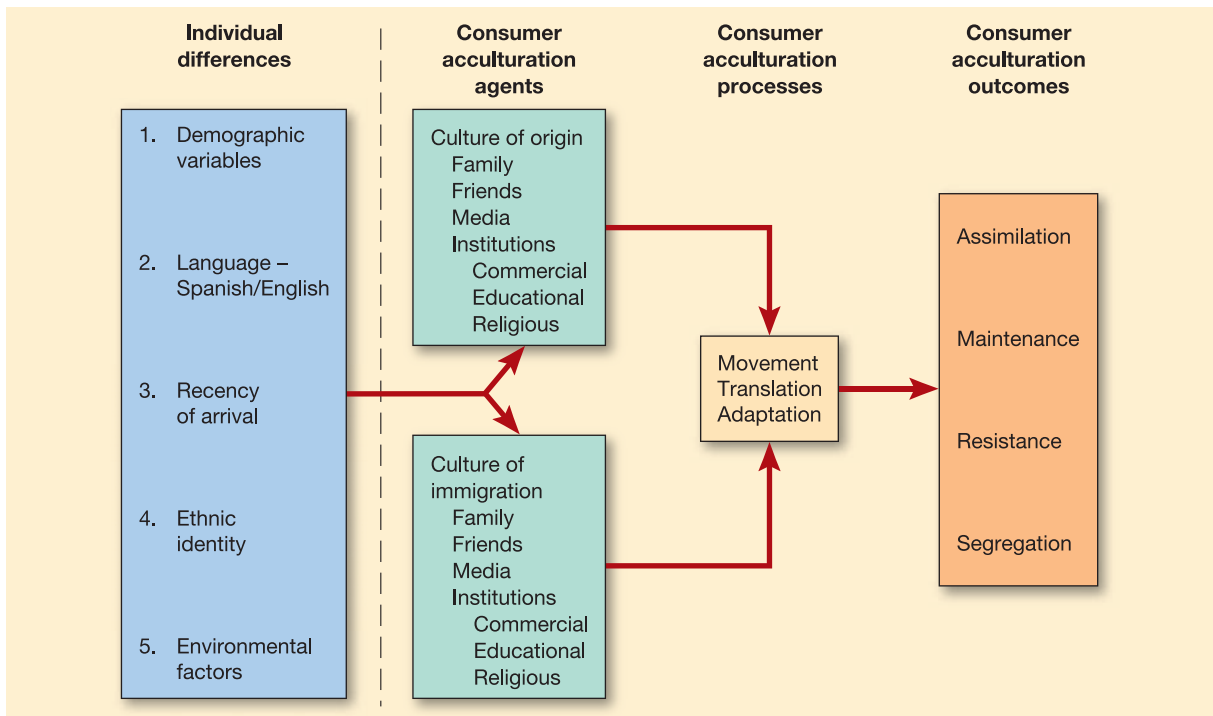 Individual
differences
Consumer
acculturation
agents
Consumer
acculturation
processes
Consumer
acculturation
outcomes
1. Demographic
variables
2. Language –
Spanish/English
3. Recency
of arrival
4. Ethnic
identity
5. Environmental
factors
Culture of origin
Family
Friends
Media
Institutions
Commercial
Educational
Religious
Culture of
immigration
Family
Friends
Media
Institutions
Commercial
Educational
Religious
Movement
Translation
Adaptation
Assimilation
Maintenance
Resistance
Segregation